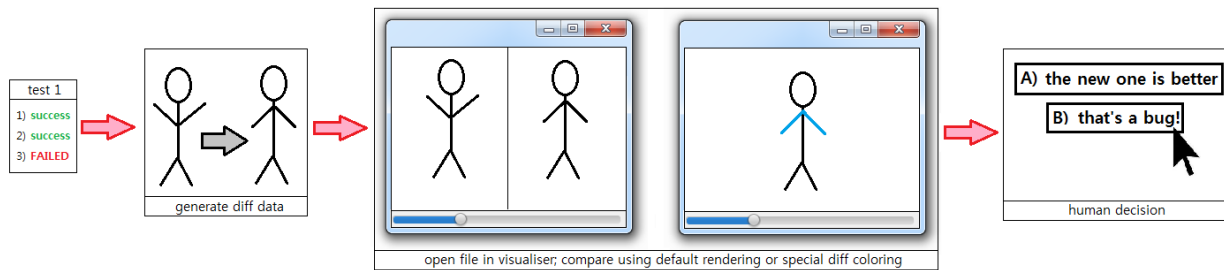 test 1
1) success
2) success
3) FAILED
generate diff data
open file in visualiser; compare using default rendering or special diff coloring
A) the new one is better
B) that's a bug!
human decision